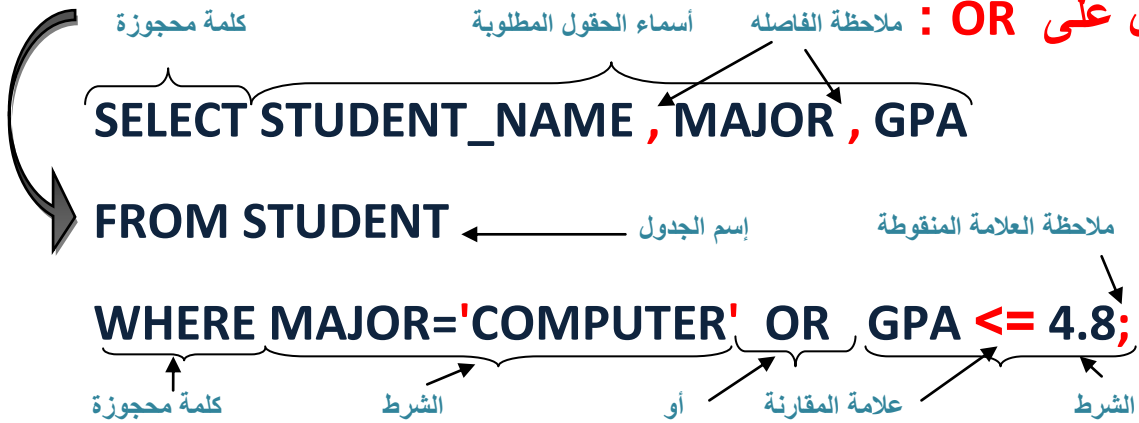 على OR :
ملاحظة الفاصله أسماء الحقول المطلوبة كلمة محجوزة
SELECT STUDENT_NAME , MAJOR , GPA
FROM STUDENT
إسم الجدول
ملاحظة العلامة المنقوطة
WHERE MAJOR='COMPUTER' OR GPA <= 4.8;
كلمة محجوزة الشرط أو علامة المقارنة الشرط